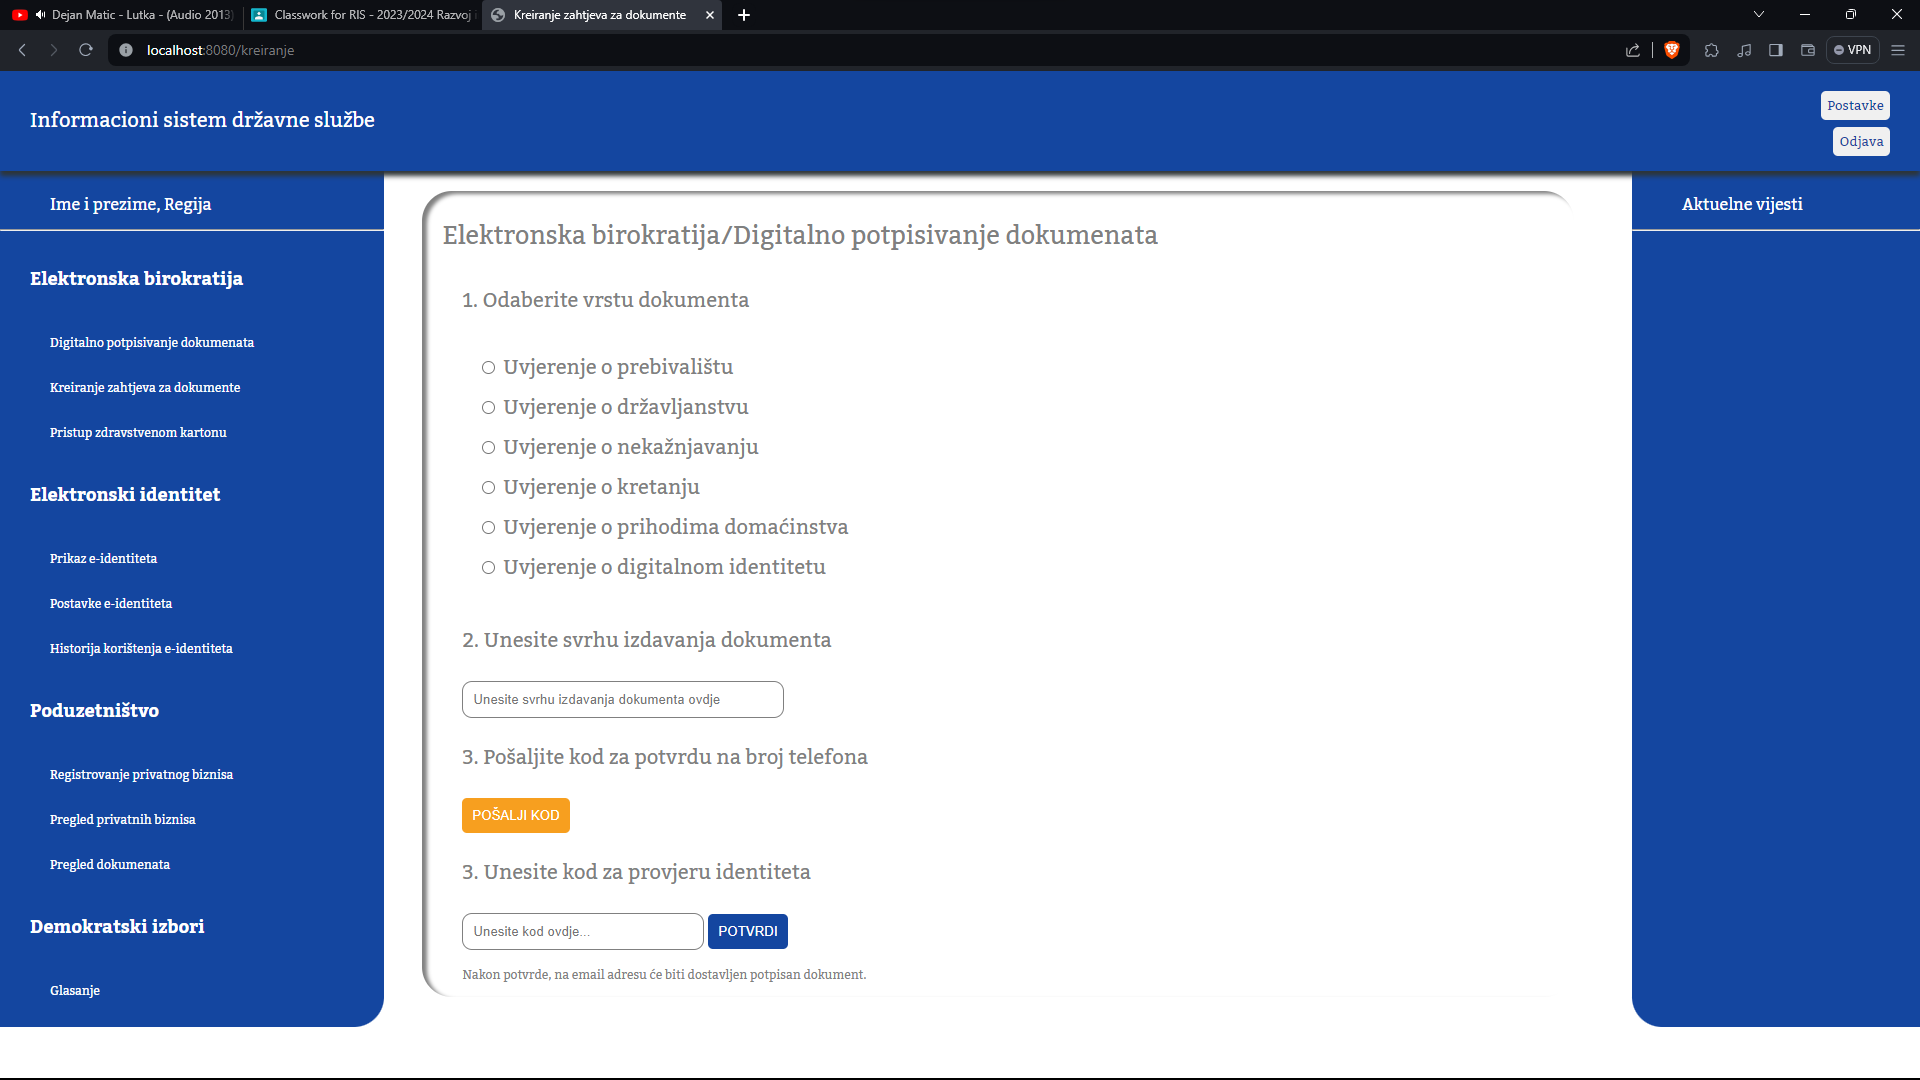 Dejan Matic - Lutka - (Audio 2013)
Classwork for RIS - 2023/2024 Razvoj
Kreiranje zahtjeva za dokumente
localhost:8080/kreiranje
VPN
Informacioni sistem državne službe
Postavke
Odjava
Ime i prezime, Regija
Elektronska birokratija
Digitalno potpisivanje dokumenata
Kreiranje zahtjeva za dokumente
Pristup zdravstvenom kartonu
Elektronski identitet
Prikaz e-identiteta
Postavke e-identiteta
Historija korištenja e-identiteta
Poduzetništvo
Registrovanje privatnog biznisa
Pregled privatnih biznisa
Pregled dokumenata
Demokratski izbori
Glasanje
Elektronska birokratija/Digitalno potpisivanje dokumenata
1. Odaberite vrstu dokumenta
Uvjerenje o prebivalištu
Uvjerenje o državljanstvu
Uvjerenje o nekažnjavanju
Uvjerenje o kretanju
Uvjerenje o prihodima domaćinstva
Uvjerenje o digitalnom identitetu
2. Unesite svrhu izdavanja dokumenta
Unesite svrhu izdavanja dokumenta ovdje
3. Pošaljite kod za potvrdu na broj telefona
POŠALJI KOD
3. Unesite kod za provjeru identiteta
Unesite kod ovdje...
POTVRDI
Nakon potvrde, na email adresu će biti dostavljen potpisan dokument.
Aktuelne vijesti